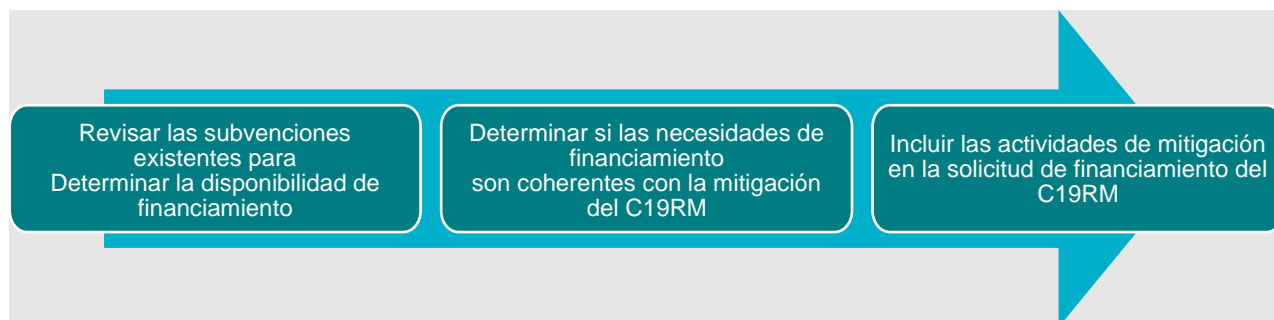 Revisar las subvenciones
existentes para
Determinar la disponibilidad de
financiamiento
Determinar si las necesidades de
financiamiento
son coherentes con la mitigación
del C19RM
Incluir las actividades de mitigación
en la solicitud de financiamiento del
C19RM